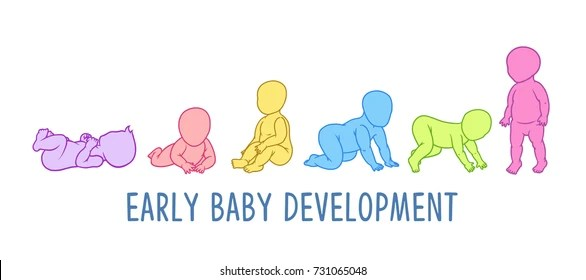 EARLY BABY DEVELOPMENT
shutterstock.com · 731065048